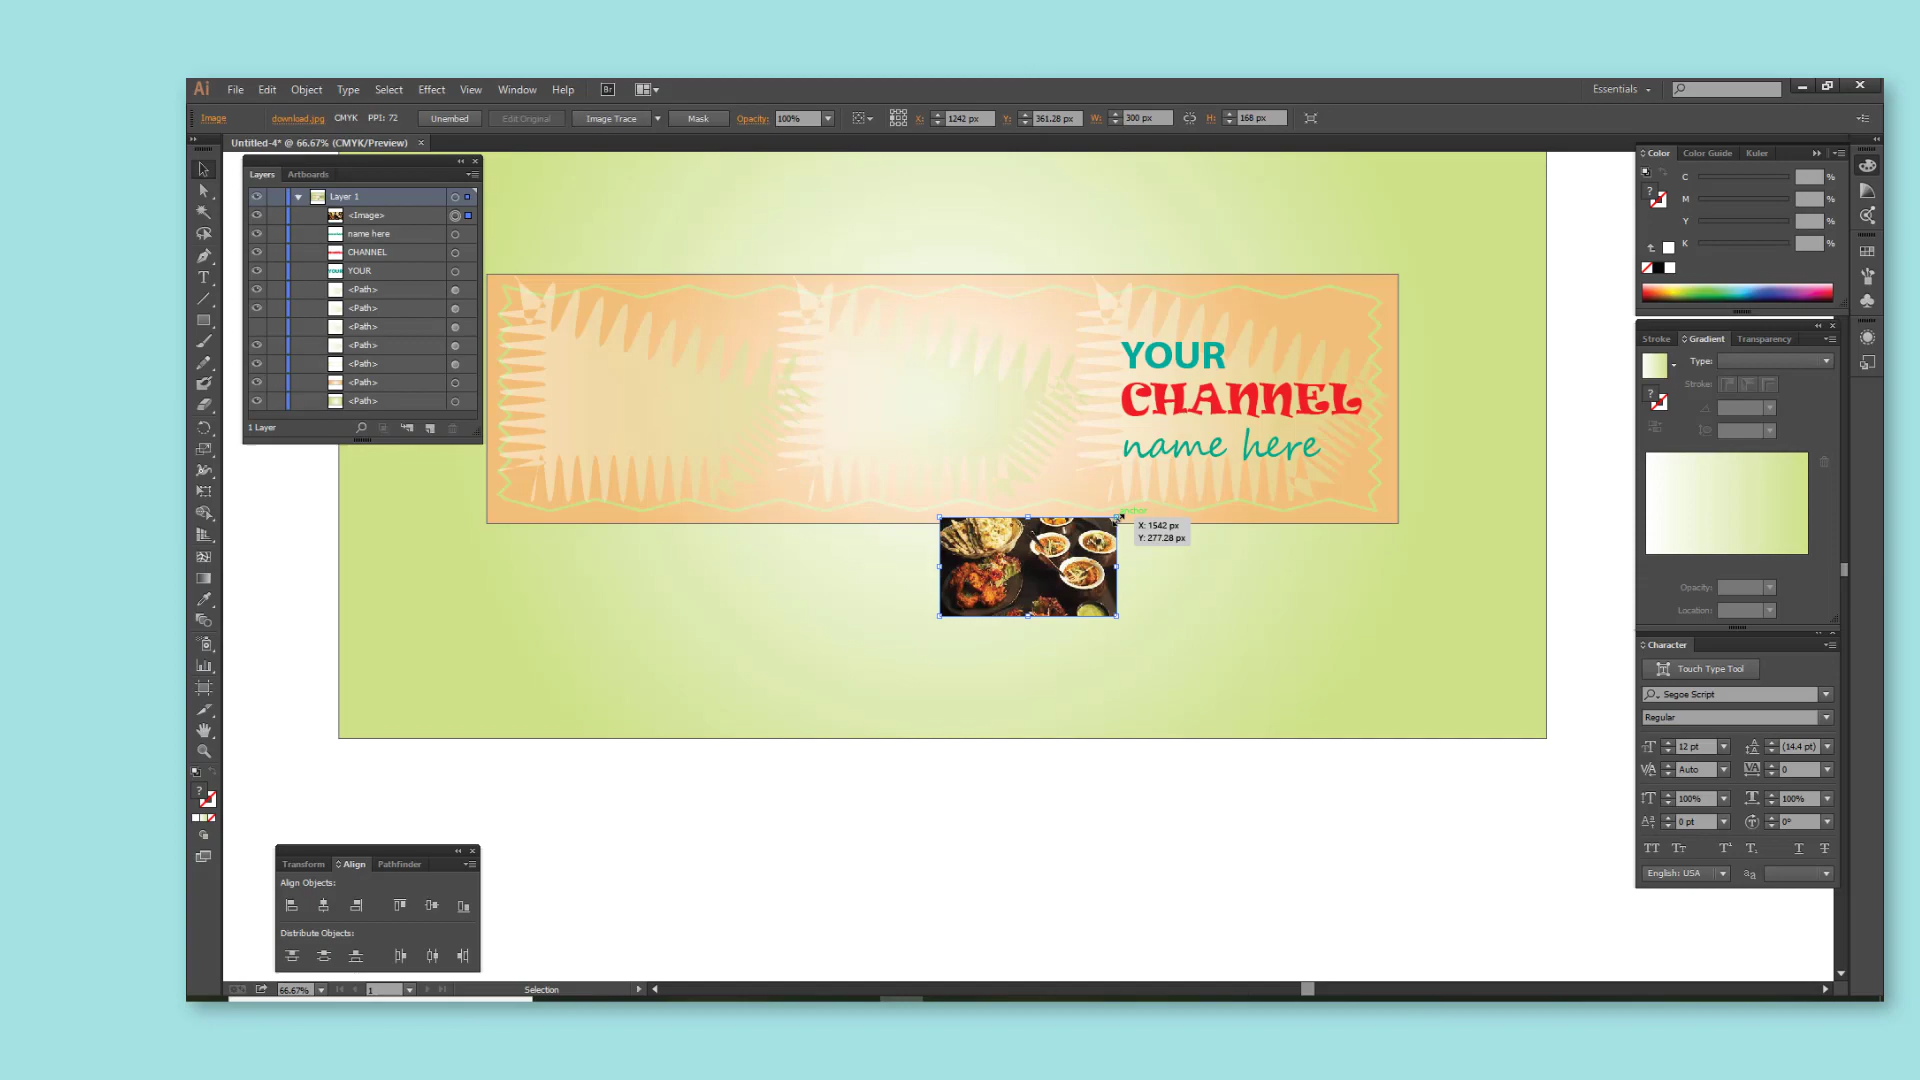 Ai File Edit Object Type Select Effect View Window Help Br Essentials
Image download.jpg CMYK PPI: 72 Unembed Edit Original Image Trace Mask Opacity: 100% X: 1242 px Y: 361.28 px W: 300 px H: 168 px
Untitled-4* @ 66.67% (CMYK/Preview)
Layers Artboards
Layer 1
<Image>
name here
CHANNEL
YOUR
<Path>
<Path>
<Path>
<Path>
<Path>
<Path>
<Path>
1 Layer
YOUR
CHANNEL
name here
anchor
X: 1542 px
Y: 277.28 px
Color Color Guide Kuler
C %
M %
Y %
K %
Stroke Gradient Transparency
Type:
Stroke:
Opacity:
Location:
Character
Touch Type Tool
Segoe Script
Regular
12 pt (14.4 pt)
Auto 0
100% 100%
0 pt 0°
English: USA
Transform Align Pathfinder
Align Objects:
Distribute Objects:
66.67% 1 Selection